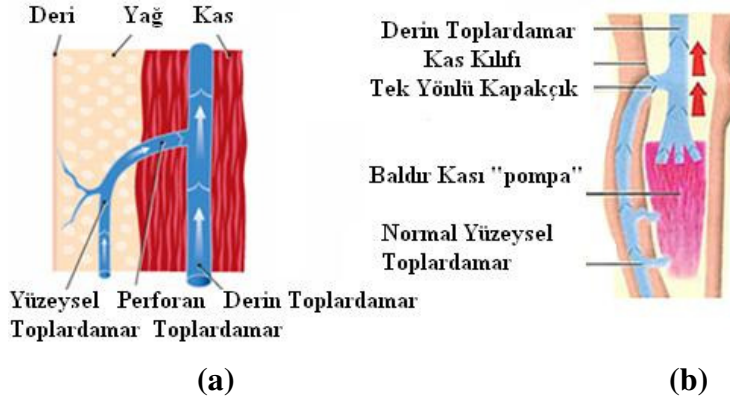 Deri Yağ Kas
Yüzeysel Perforan Derin Toplardamar
Toplardamar Toplardamar
(a)
Derin Toplardamar
Kas Kılıfı
Tek Yönlü Kapakçık
Baldır Kası "pompa"
Normal Yüzeysel
Toplardamar
(b)